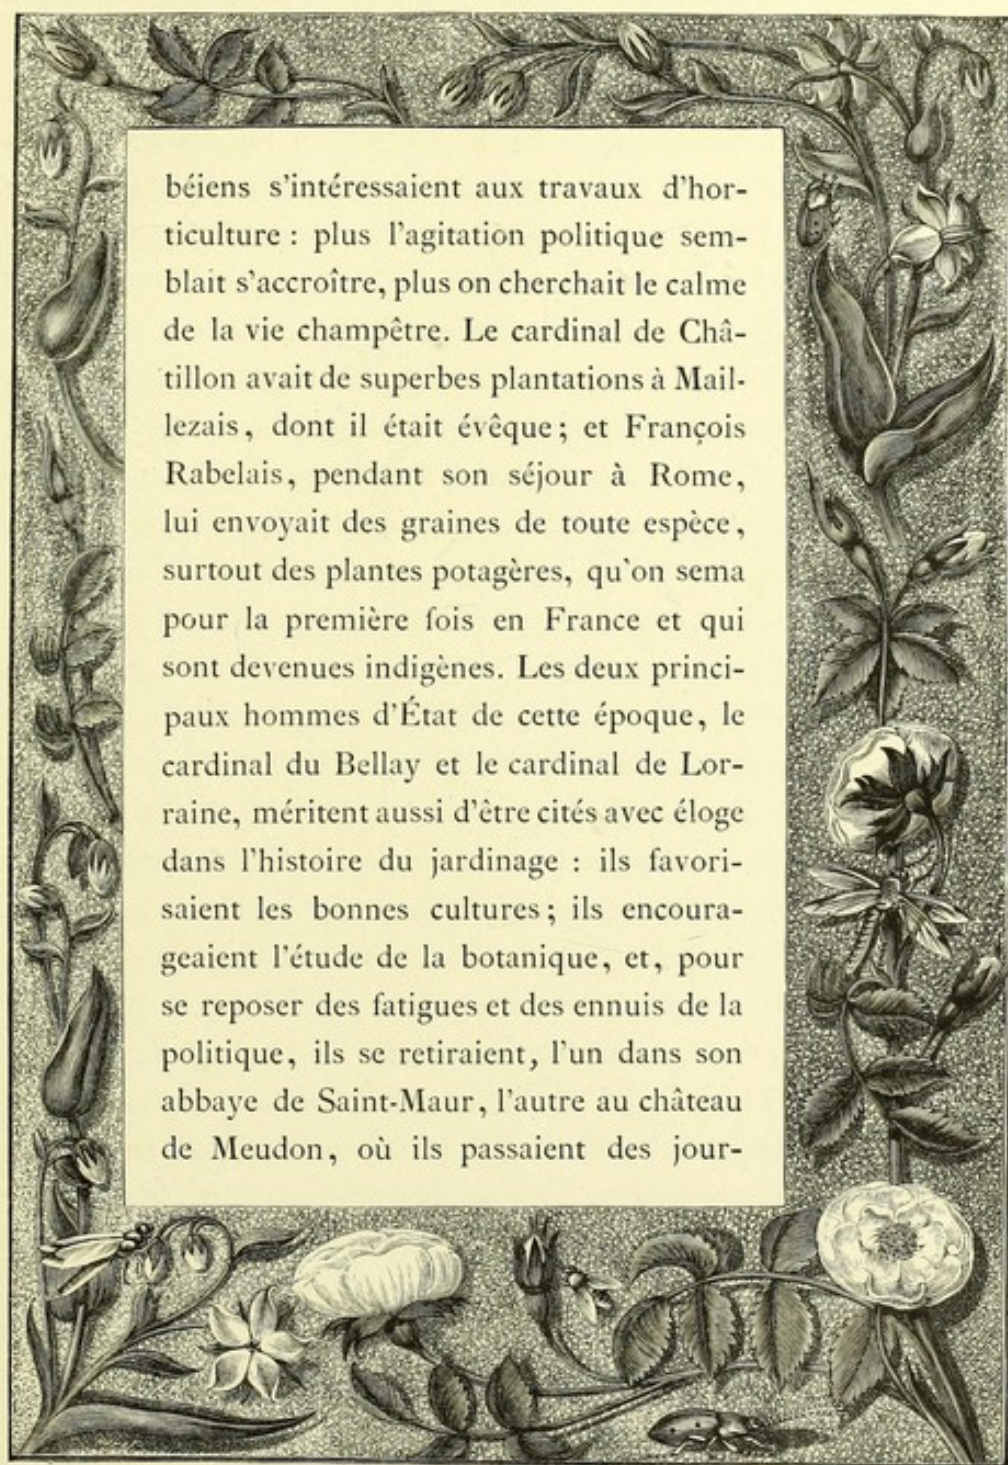 béiens s'intéressaient aux travaux d'hor-
ticulture : plus l'agitation politique sem-
blait s'accroître, plus on cherchait le calme
de la vie champêtre. Le cardinal de Châ-
tillon avait de superbes plantations à Mail-
lezais, dont il était évêque; et François
Rabelais, pendant son séjour à Rome,
lui envoyait des graines de toute espèce,
surtout des plantes potagères, qu'on sema
pour la première fois en France et qui
sont devenues indigènes. Les deux princi-
paux hommes d'État de cette époque, le
cardinal du Bellay et le cardinal de Lor-
raine, méritent aussi d'être cités avec éloge
dans l'histoire du jardinage : ils favori-
saient les bonnes cultures; ils encoura-
geaient l'étude de la botanique, et, pour
se reposer des fatigues et des ennuis de la
politique, ils se retiraient, l'un dans son
abbaye de Saint-Maur, l'autre au château
de Meudon, où ils passaient des jour-